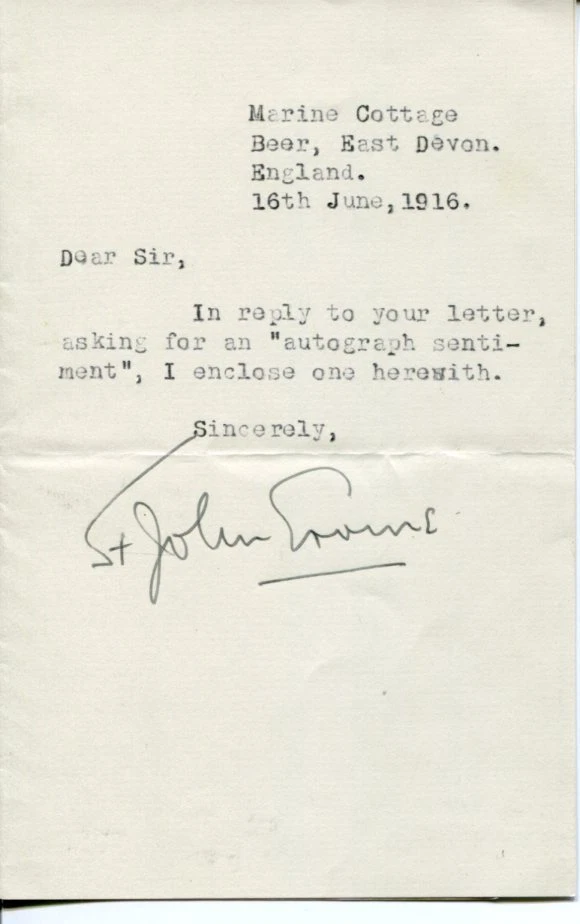 Marine Cottage
Beer, East Devon.
England.
16th June,1916.
Dear Sir,
In reply to your letter,
asking for an "autograph senti-
ment", I enclose one herewith.
Sincerely,
St John Ervine